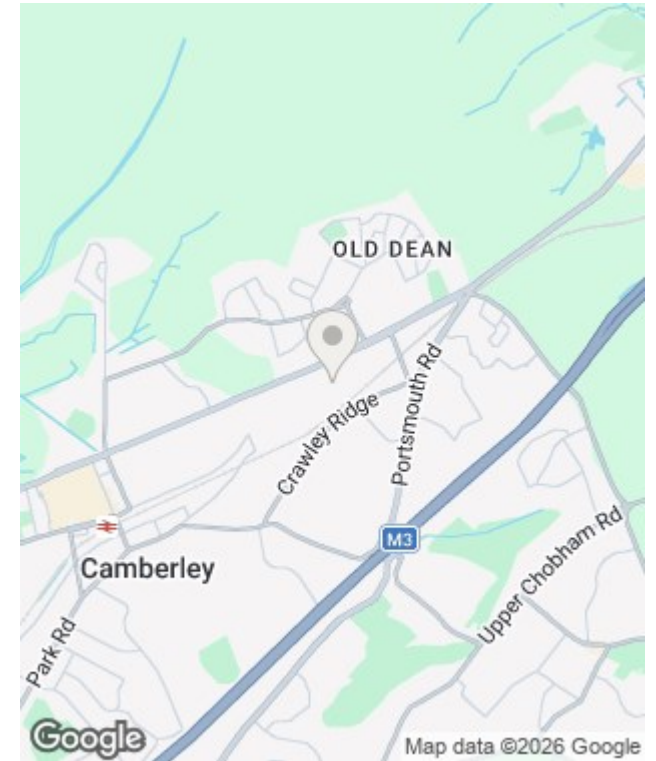 OLD DEAN
Portsmouth Rd
Crawley Ridge
M3
Camberley
Upper Chobham Rd
Park Rd
Google
Map data ©2026 Google